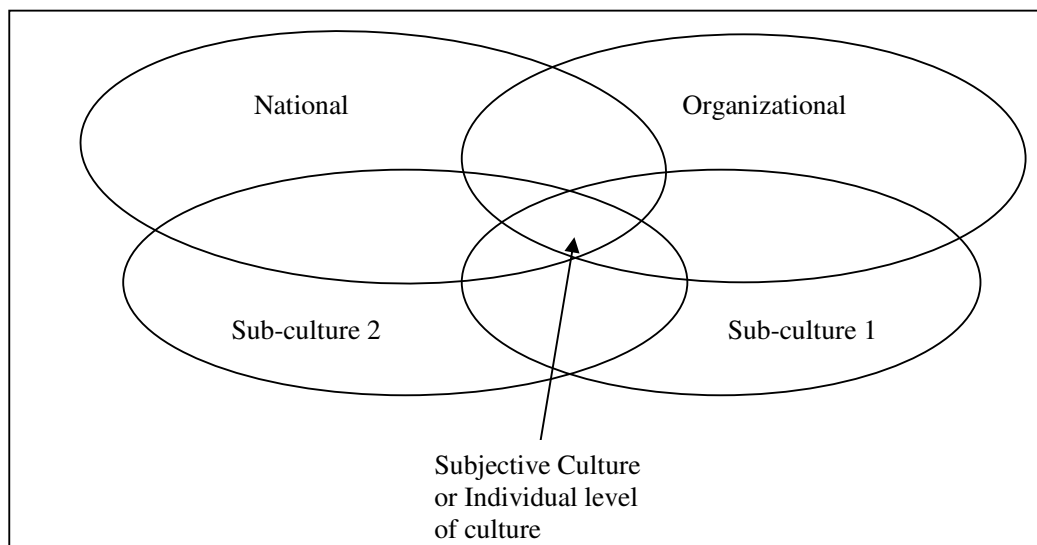 National
Organizational
Sub-culture 2
Sub-culture 1
Subjective Culture
or Individual level
of culture